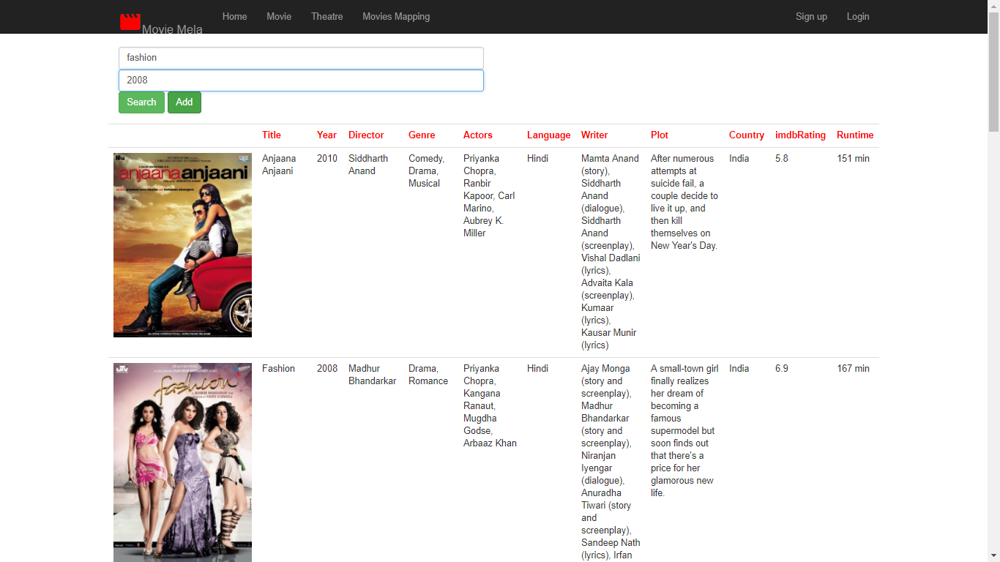 Home Movie Theatre Movies Mapping Sign up Login
Movie Mela
fashion
2008
Search Add
Title Year Director Genre Actors Language Writer Plot Country imdbRating Runtime
anjaanaanjaani
Anjaana
Anjaani
2010
Siddharth
Anand
Comedy,
Drama,
Musical
Priyanka
Chopra,
Ranbir
Kapoor, Carl
Marino,
Aubrey K.
Miller
Hindi
Mamta Anand
(story),
Siddharth
Anand
(dialogue),
Siddharth
Anand
(screenplay),
Vishal Dadlani
(lyrics),
Advaita Kala
(screenplay),
Kumaar
(lyrics),
Kausar Munir
(lyrics)
After numerous
attempts at
suicide fail, a
couple decide to
live it up, and
then kill
themselves on
New Year's Day.
India
5.8
151 min
UTV
fashion
Fashion
2008
Madhur
Bhandarkar
Drama,
Romance
Priyanka
Chopra,
Kangana
Ranaut,
Mugdha
Godse,
Arbaaz Khan
Hindi
Ajay Monga
(story and
screenplay),
Madhur
Bhandarkar
(story and
screenplay),
Niranjan
Iyengar
(dialogue),
Anuradha
Tiwari (story
and
screenplay),
Sandeep Nath
(lyrics), Irfan
A small-town girl
finally realizes
her dream of
becoming a
famous
supermodel but
soon finds out
that there's a
price for her
glamorous new
life.
India
6.9
167 min